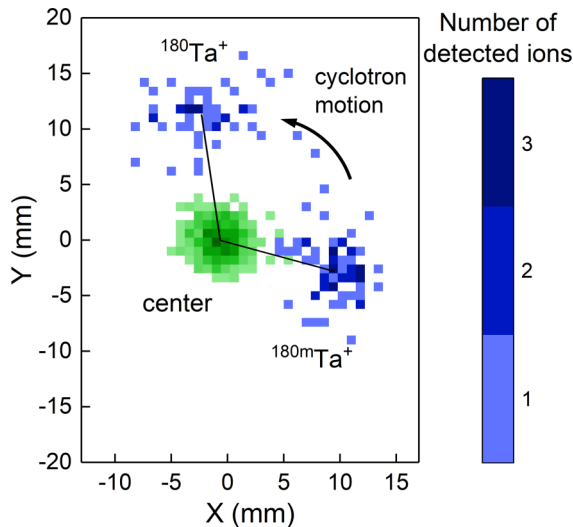 Number of
detected ions
20
15
10
5
0
-5
-10
-15
-20
Y (mm)
-10
-5
0
5
10
15
X (mm)
¹⁸⁰Ta⁺
cyclotron
motion
center
¹⁸⁰ᵐTa⁺
3
2
1